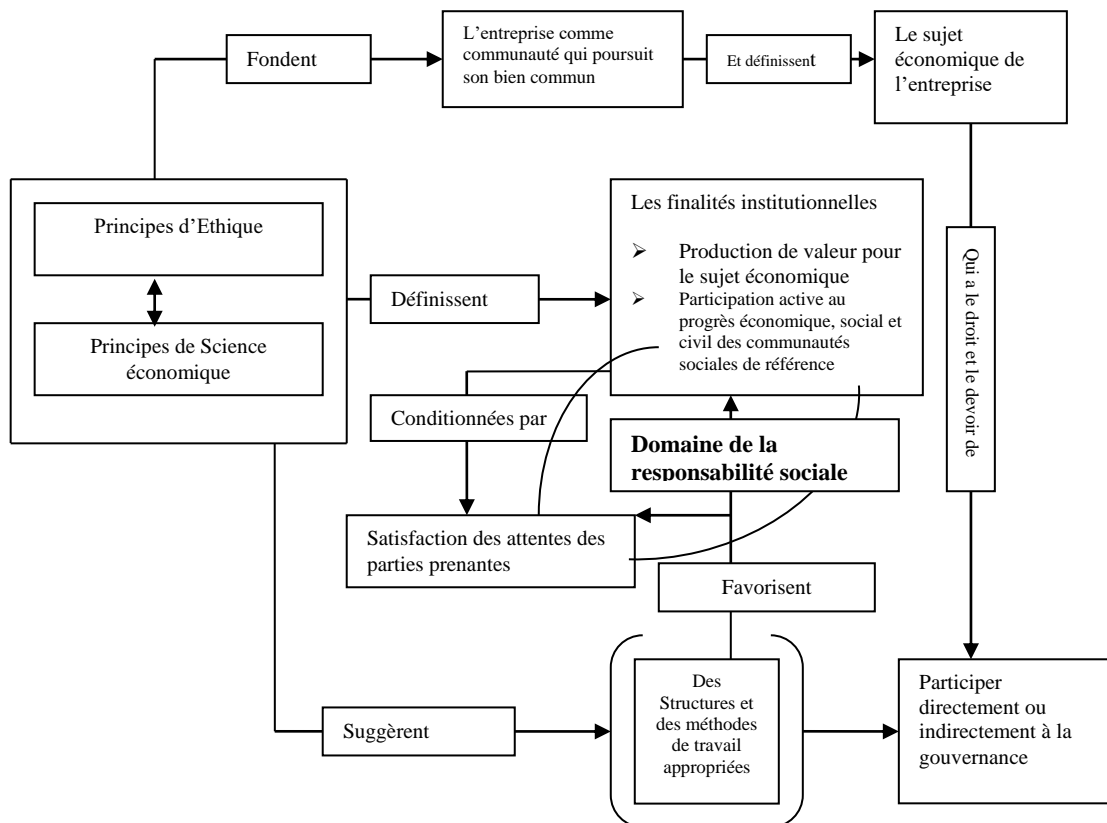 Fondent
L’entreprise comme
communauté qui poursuit
son bien commun
Et définissent
Le sujet
économique de
l’entreprise
Principes d’Ethique
Principes de Science
économique
Définissent
Les finalités institutionnelles
➢ Production de valeur pour
le sujet économique
➢ Participation active au
progrès économique, social et
civil des communautés
sociales de référence
Qui a le droit et le devoir de
Conditionnées par
Domaine de la
responsabilité sociale
Satisfaction des attentes des
parties prenantes
Favorisent
Suggèrent
Des
Structures et
des méthodes
de travail
appropriées
Participer
directement ou
indirectement à la
gouvernance